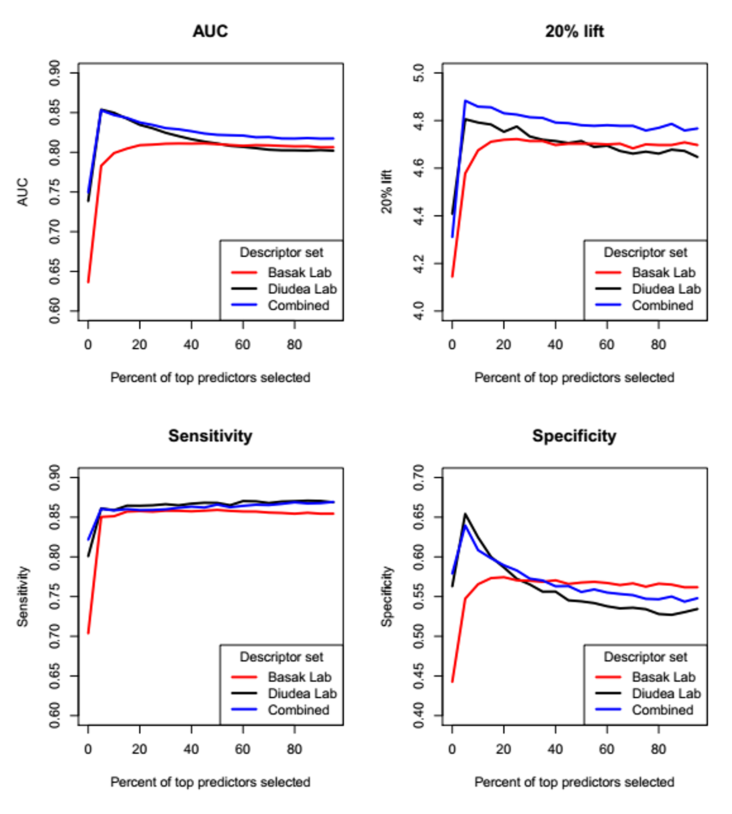 AUC
AUC
0.60 0.65 0.70 0.75 0.80 0.85 0.90
Descriptor set
Basak Lab
Diudea Lab
Combined
0 20 40 60 80
Percent of top predictors selected
20% lift
20% lift
4.0 4.2 4.4 4.6 4.8 5.0
Descriptor set
Basak Lab
Diudea Lab
Combined
0 20 40 60 80
Percent of top predictors selected
Sensitivity
Sensitivity
0.60 0.65 0.70 0.75 0.80 0.85 0.90
Descriptor set
Basak Lab
Diudea Lab
Combined
0 20 40 60 80
Percent of top predictors selected
Specificity
Specificity
0.40 0.45 0.50 0.55 0.60 0.65 0.70
Descriptor set
Basak Lab
Diudea Lab
Combined
0 20 40 60 80
Percent of top predictors selected